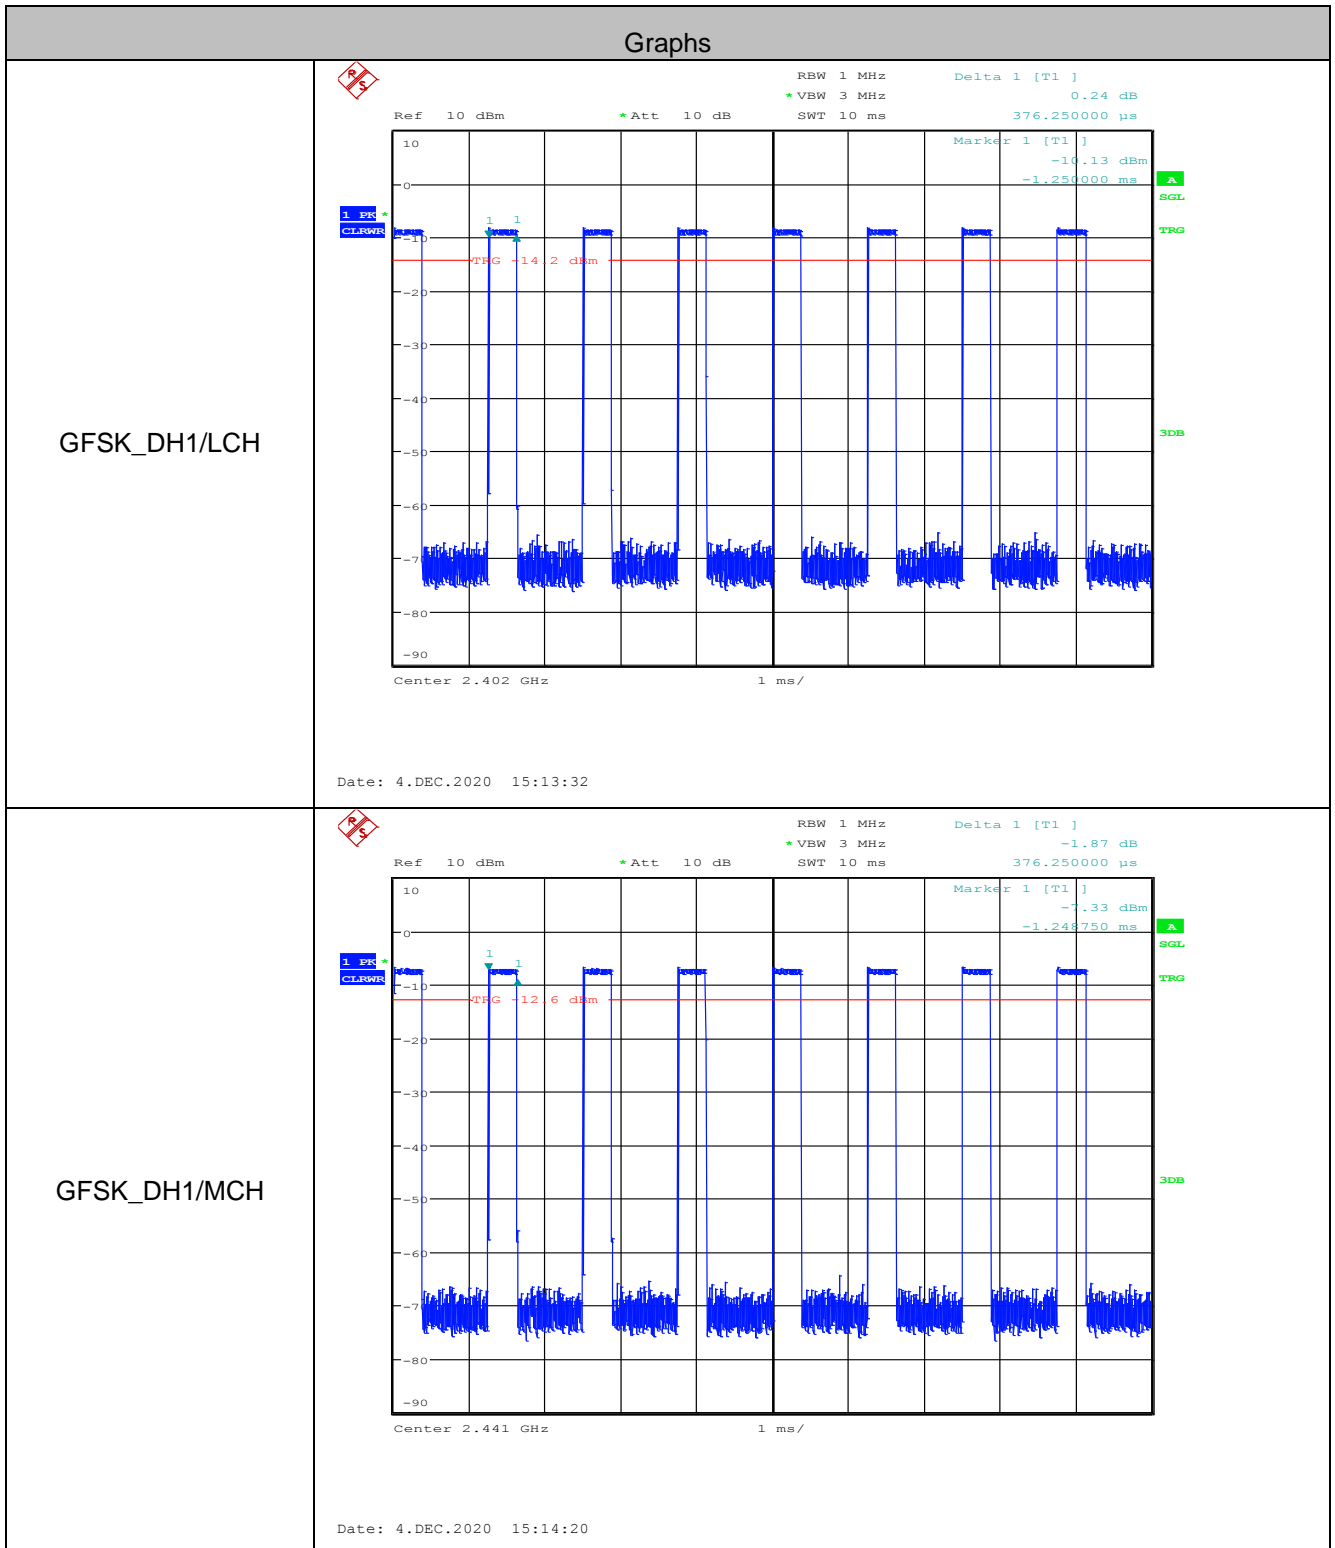 Graphs
GFSK_DH1/LCH
R S
RBW 1 MHz Delta 1 [T1 ]
*VBW 3 MHz 0.24 dB
Ref 10 dBm *Att 10 dB SWT 10 ms 376.250000 µs
10 Marker 1 [T1 ]
-10.13 dBm
0 -1.250000 ms A
SGL
1 PK *
CLRWR 1 1 TRG
-10
TRG -14.2 dBm
-20
-30
-40
3DB
-50
-60
-7
-80
-90
Center 2.402 GHz 1 ms/
Date: 4.DEC.2020 15:13:32
GFSK_DH1/MCH
R S
RBW 1 MHz Delta 1 [T1 ]
*VBW 3 MHz -1.87 dB
Ref 10 dBm *Att 10 dB SWT 10 ms 376.250000 µs
10 Marker 1 [T1 ]
-7.33 dBm
0 -1.248750 ms A
SGL
1 PK * 1 1
CLRWR TRG
-10
TRG -12.6 dBm
-20
-30
-40
3DB
-50
-60
-7
-80
-90
Center 2.441 GHz 1 ms/
Date: 4.DEC.2020 15:14:20